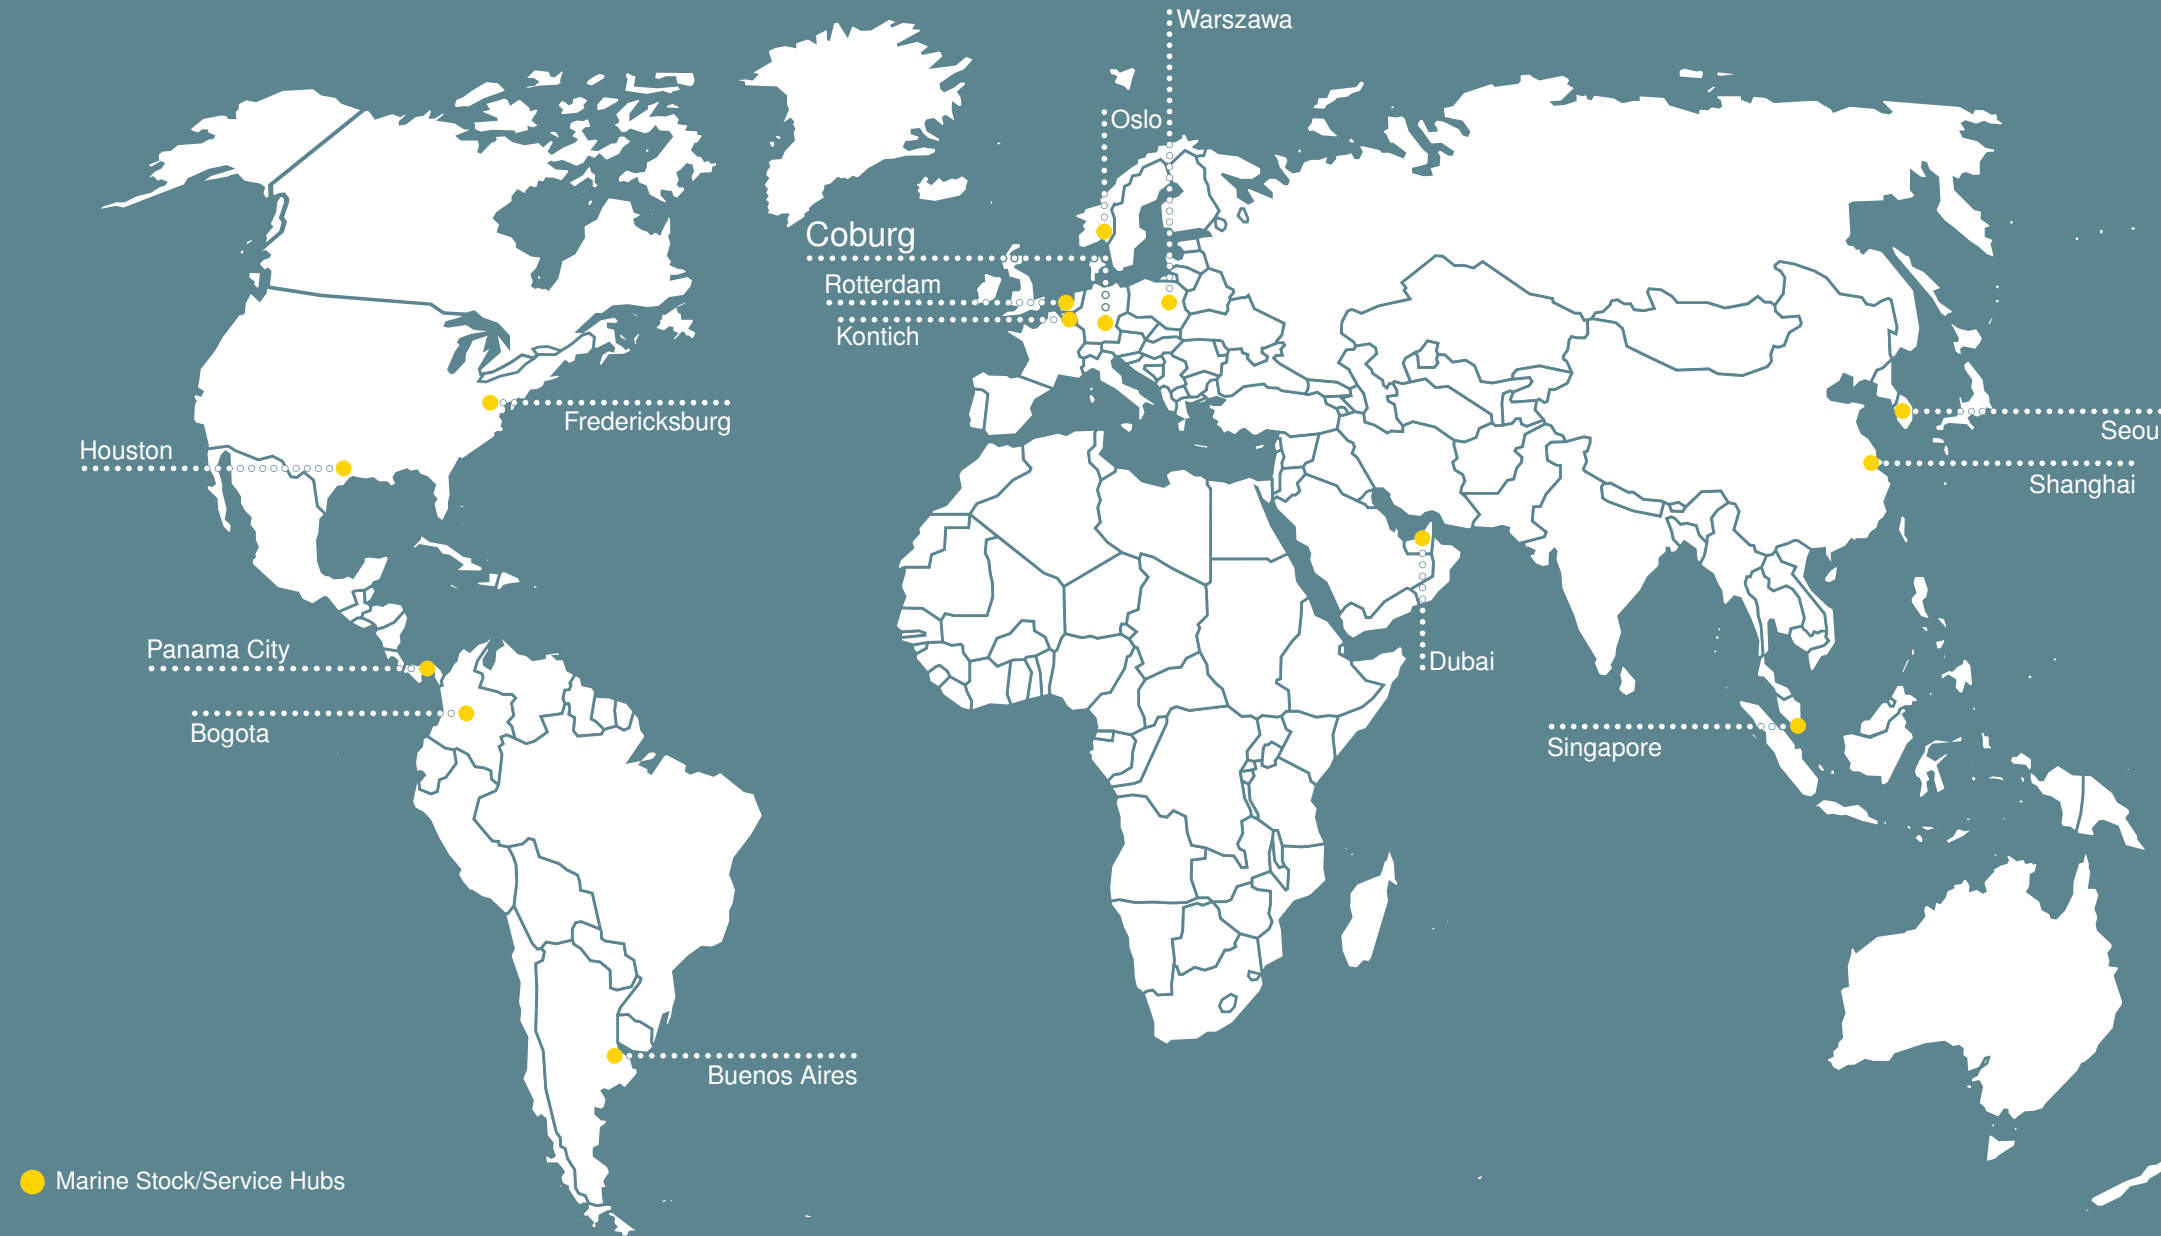 Warszawa
Oslo
Coburg
Rotterdam
Kontich
Fredericksburg
Houston
Seou
Shanghai
Panama City
Dubai
Bogota
Singapore
Buenos Aires
Marine Stock/Service Hubs